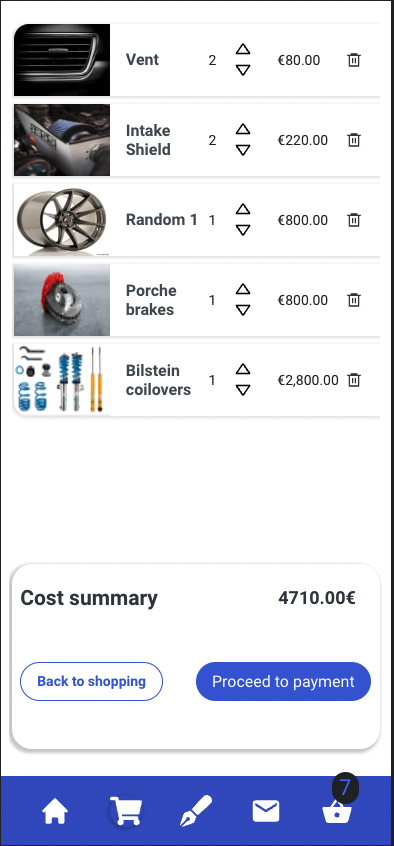 Vent 2 €80.00
Intake Shield 2 €220.00
Random 1 1 €800.00
Porche brakes 1 €800.00
Bilstein coilovers 1 €2,800.00
Cost summary 4710.00€
Back to shopping Proceed to payment
7